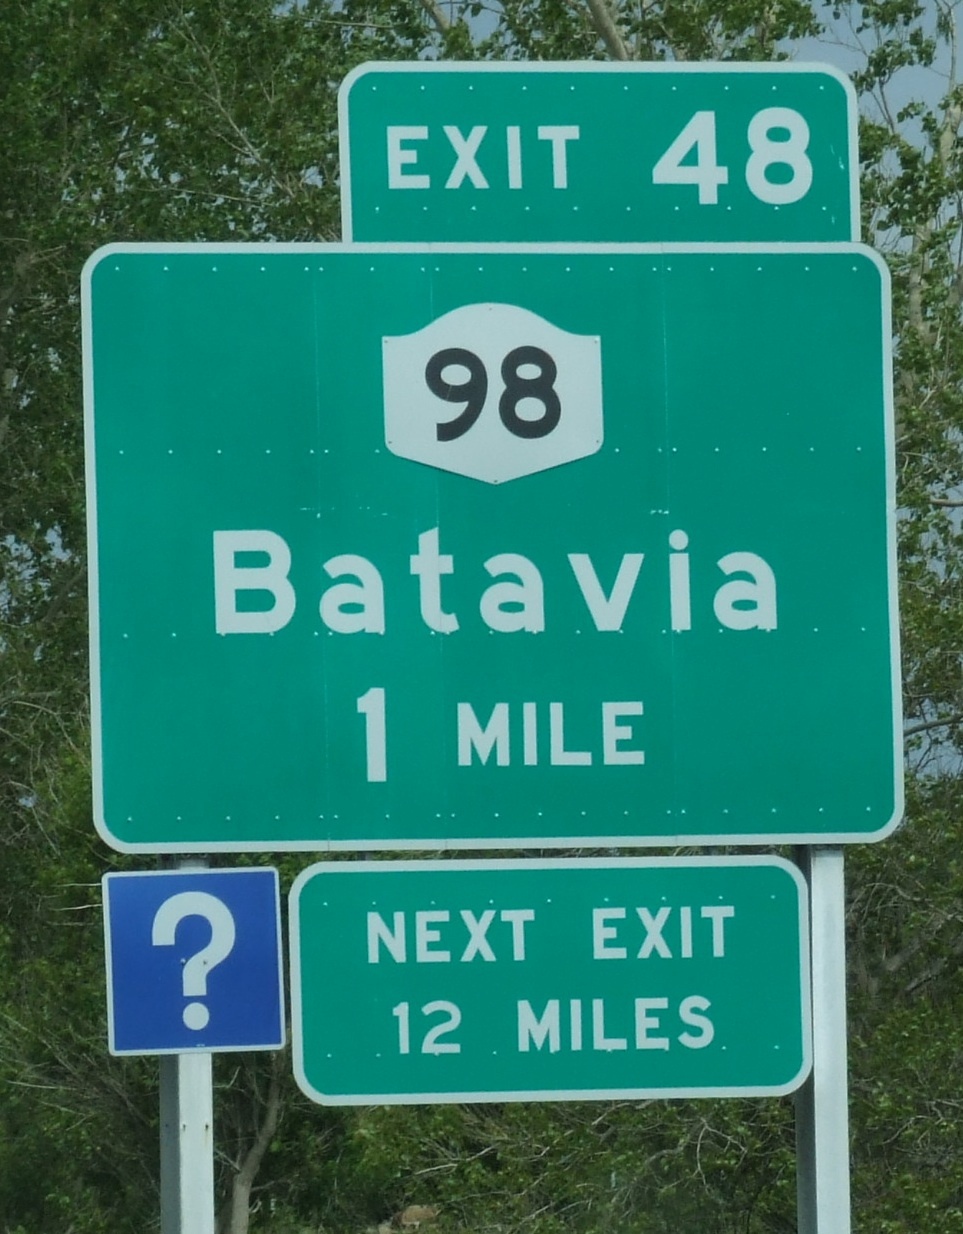 EXIT 48
98
Batavia
1 MILE
?
NEXT EXIT
12 MILES